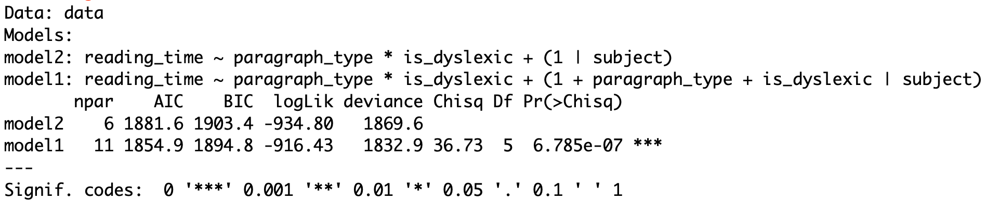 Data: data
Models:
model2: reading_time ~ paragraph_type * is_dyslexic + (1 | subject)
model1: reading_time ~ paragraph_type * is_dyslexic + (1 + paragraph_type + is_dyslexic | subject)
       npar    AIC    BIC  logLik deviance Chisq Df Pr(>Chisq)
model2    6 1881.6 1903.4 -934.80   1869.6
model1   11 1854.9 1894.8 -916.43   1832.9 36.73  5  6.785e-07 ***
---
Signif. codes:  0 '***' 0.001 '**' 0.01 '*' 0.05 '.' 0.1 ' ' 1